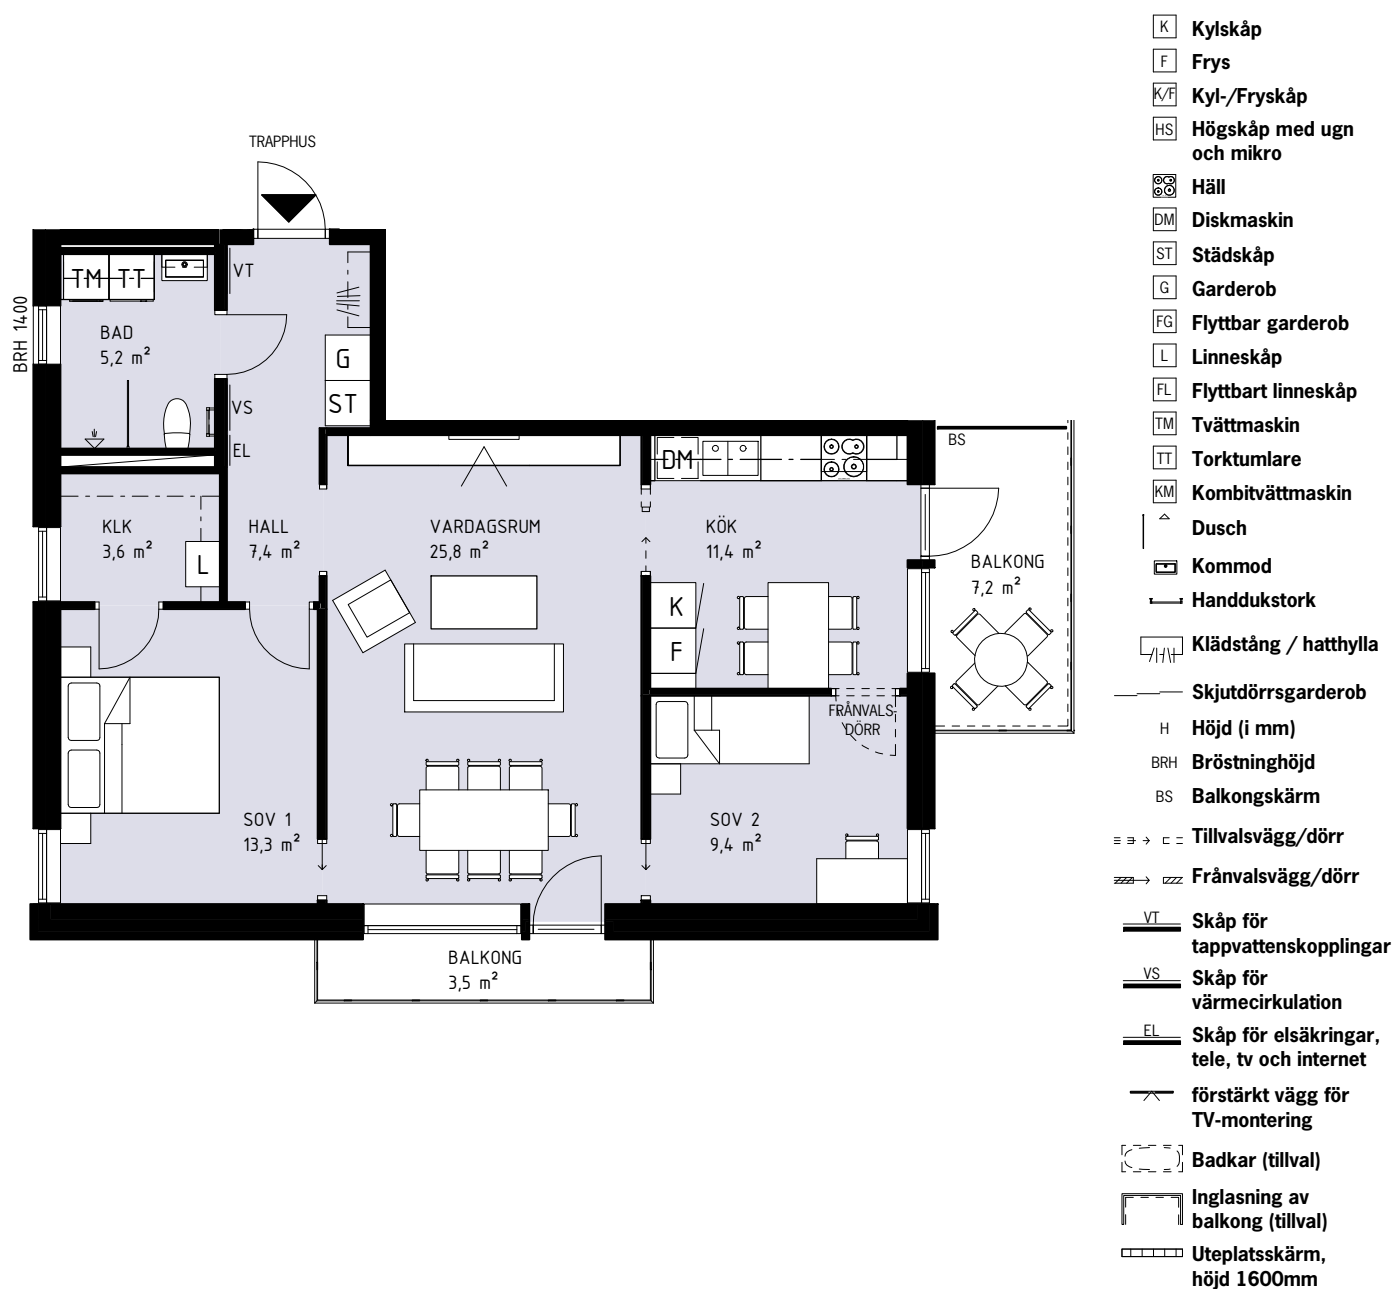 TRAPPHUS
BRH 1400
TM TT
VT
BAD
5,2 m²
G
ST
VS
EL
DM
BS
KLK
3,6 m²
L
HALL
7,4 m²
VARDAGSRUM
25,8 m²
KÖK
11,4 m²
K
F
BALKONG
7,2 m²
FRÅNVALS-
DÖRR
SOV 1
13,3 m²
SOV 2
9,4 m²
BALKONG
3,5 m²
K Kylskåp
F Frys
K/F Kyl-/Fryskåp
HS Högskåp med ugn
och mikro
Häll
DM Diskmaskin
ST Städskåp
G Garderob
FG Flyttbar garderob
L Linneskåp
FL Flyttbart linneskåp
TM Tvättmaskin
TT Torktumlare
KM Kombitvättmaskin
Dusch
Kommod
Handdukstork
Klädstång / hatthylla
Skjutdörrsgarderob
H Höjd (i mm)
BRH Bröstninghöjd
BS Balkongskärm
Tillvalsvägg/dörr
Frånvalsvägg/dörr
VT Skåp för
tappvattenskopplingar
VS Skåp för
värmecirkulation
EL Skåp för elsäkringar,
tele, tv och internet
förstärkt vägg för
TV-montering
Badkar (tillval)
Inglasning av
balkong (tillval)
Uteplatsskärm,
höjd 1600mm